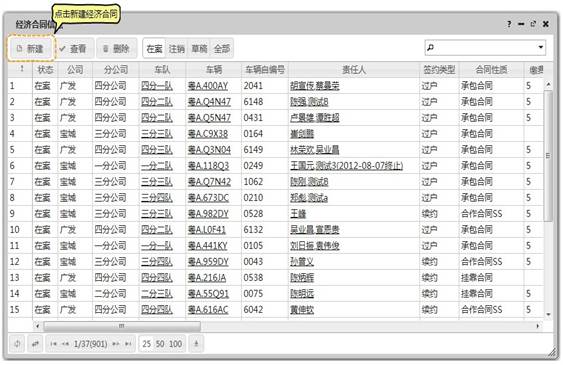 点击新建经济合同
经济合同信
新建 查看 删除 在案 注销 草稿 全部
状态 公司 分公司 车队 车辆 车辆自编号 责任人 签约类型 合同性质 缴费
1 在案 广发 四分公司 四分一队 粤A.400AY 2041 胡宣传,蔡曼荣 过户 承包合同 5
2 在案 广发 四分公司 四分二队 粤A.Q4N47 6148 陈强,测试B 过户 承包合同 5
3 在案 广发 四分公司 四分二队 粤A.Q5N47 0431 卢景雄,谭胜超 过户 承包合同 5
4 在案 宝城 三分公司 三分三队 粤A.C9X38 0164 崔剑鹏 过户 承包合同
5 在案 广发 四分公司 四分三队 粤A.Q3N04 6149 林荣欢,吴业昌 过户 承包合同 5
6 在案 宝城 一分公司 一分二队 粤A.118Q3 0249 王国元,测试3(2012-08-07终止) 过户 承包合同 5
7 在案 宝城 三分公司 三分二队 粤A.Q7N42 1062 陈刚,测试B 过户 承包合同 5
8 在案 宝城 三分公司 三分四队 粤A.673DC 0210 郑彪,测试a 过户 承包合同 5
9 在案 宝城 三分公司 三分三队 粤A.982DY 0528 王峰 续约 合作合同SS 5
10 在案 广发 四分公司 四分二队 粤A.L0F41 6132 吴业昌,宣恩贵 过户 承包合同 5
11 在案 宝城 一分公司 一分一队 粤A.441KY 0105 刘日振,袁伟俊 过户 承包合同 5
12 在案 宝城 三分公司 三分四队 粤A.959DY 0043 孙曾义 续约 合作合同SS 5
13 在案 广发 四分公司 四分四队 粤A.216JA 0538 陈炳辉 续约 挂靠合同
14 在案 宝城 二分公司 二分三队 粤A.55Q91 0075 陈明远 续约 挂靠合同 5
15 在案 广发 四分公司 四分四队 粤A.616AC 6042 黄伸钦 续约 合作合同SS 5
1/37(901) 25 50 100